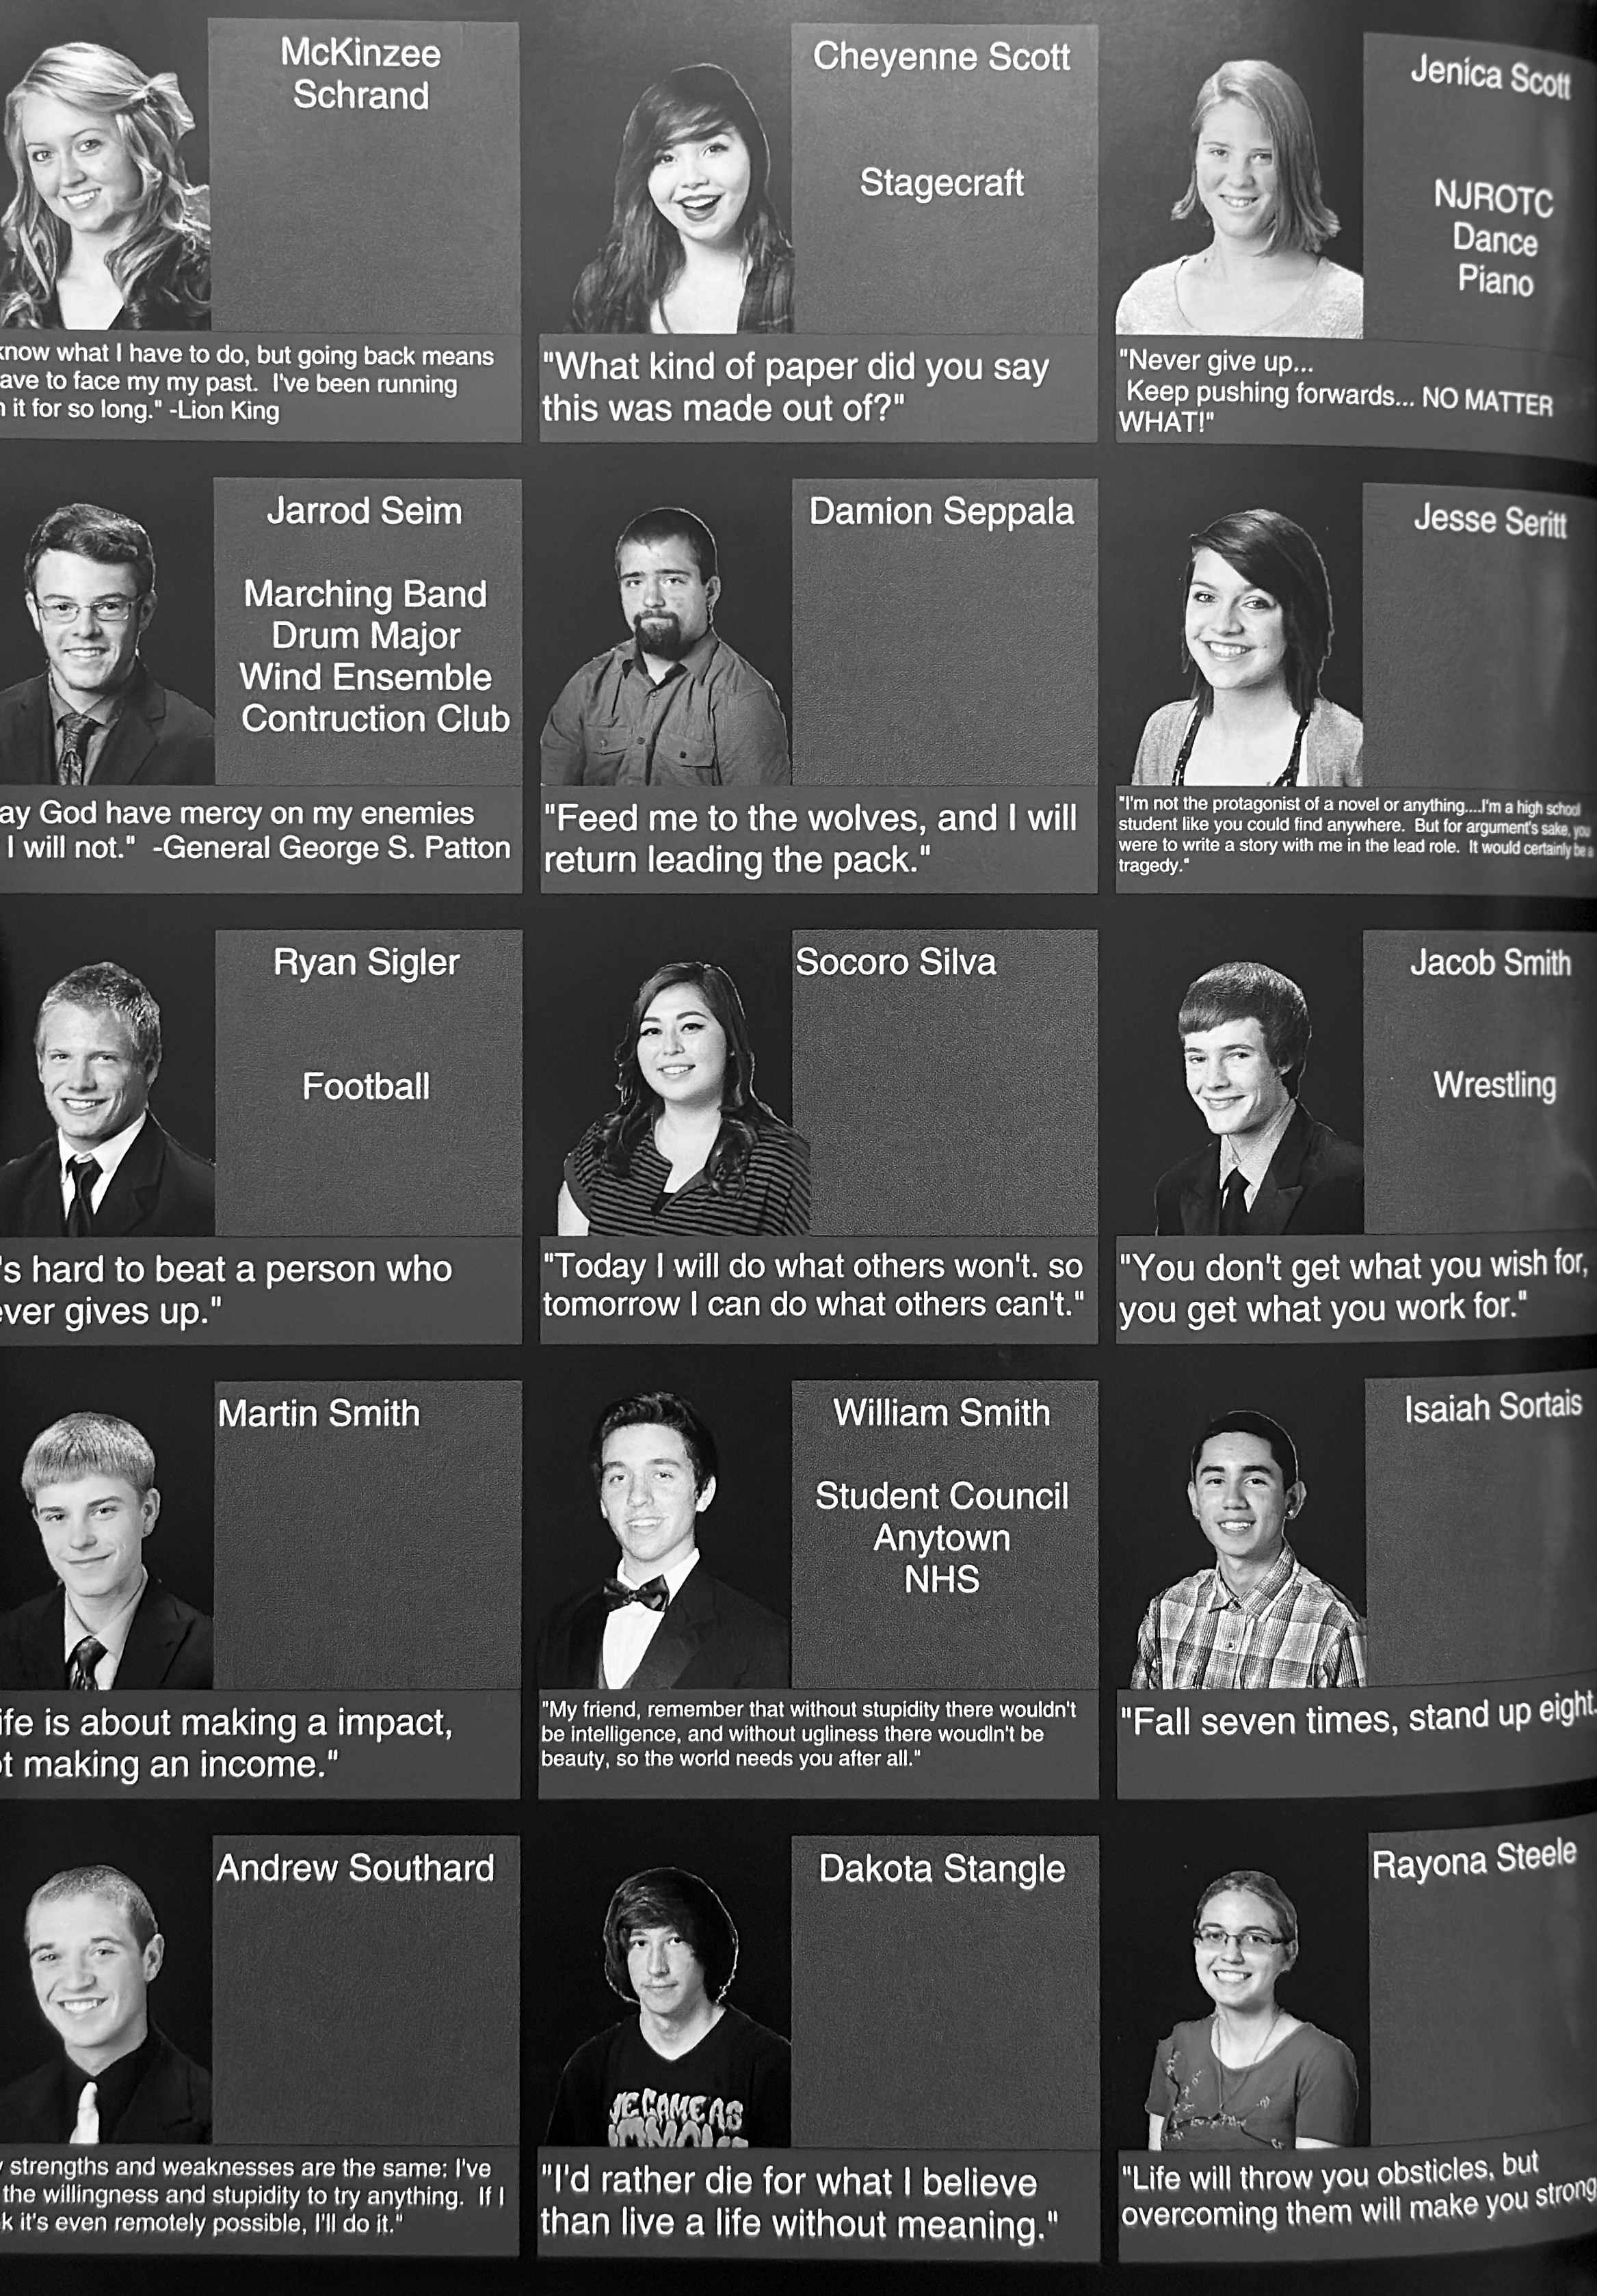 McKinzee
Schrand
know what I have to do, but going back means
ave to face my my past. I've been running
it for so long." -Lion King
Cheyenne Scott
Stagecraft
"What kind of paper did you say
this was made out of?"
Jenica Scott
NJROTC
Dance
Piano
"Never give up...
Keep pushing forwards... NO MATTER
WHAT!"
Jarrod Seim
Marching Band
Drum Major
Wind Ensemble
Contruction Club
ay God have mercy on my enemies
I will not." -General George S. Patton
Damion Seppala
"Feed me to the wolves, and I will
return leading the pack."
Jesse Seritt
"I'm not the protagonist of a novel or anything....I'm a high school
student like you could find anywhere. But for argument's sake, you
were to write a story with me in the lead role. It would certainly be a
tragedy."
Ryan Sigler
Football
's hard to beat a person who
ever gives up."
Socoro Silva
"Today I will do what others won't. so
tomorrow I can do what others can't."
Jacob Smith
Wrestling
"You don't get what you wish for,
you get what you work for."
Martin Smith
ife is about making a impact,
ot making an income."
William Smith
Student Council
Anytown
NHS
"My friend, remember that without stupidity there wouldn't
be intelligence, and without ugliness there woudln't be
beauty, so the world needs you after all."
Isaiah Sortais
"Fall seven times, stand up eight.
Andrew Southard
strengths and weaknesses are the same: I've
the willingness and stupidity to try anything. If I
k it's even remotely possible, I'll do it."
Dakota Stangle
WE CAME AS
"I'd rather die for what I believe
than live a life without meaning."
Rayona Steele
"Life will throw you obsticles, but
overcoming them will make you strong